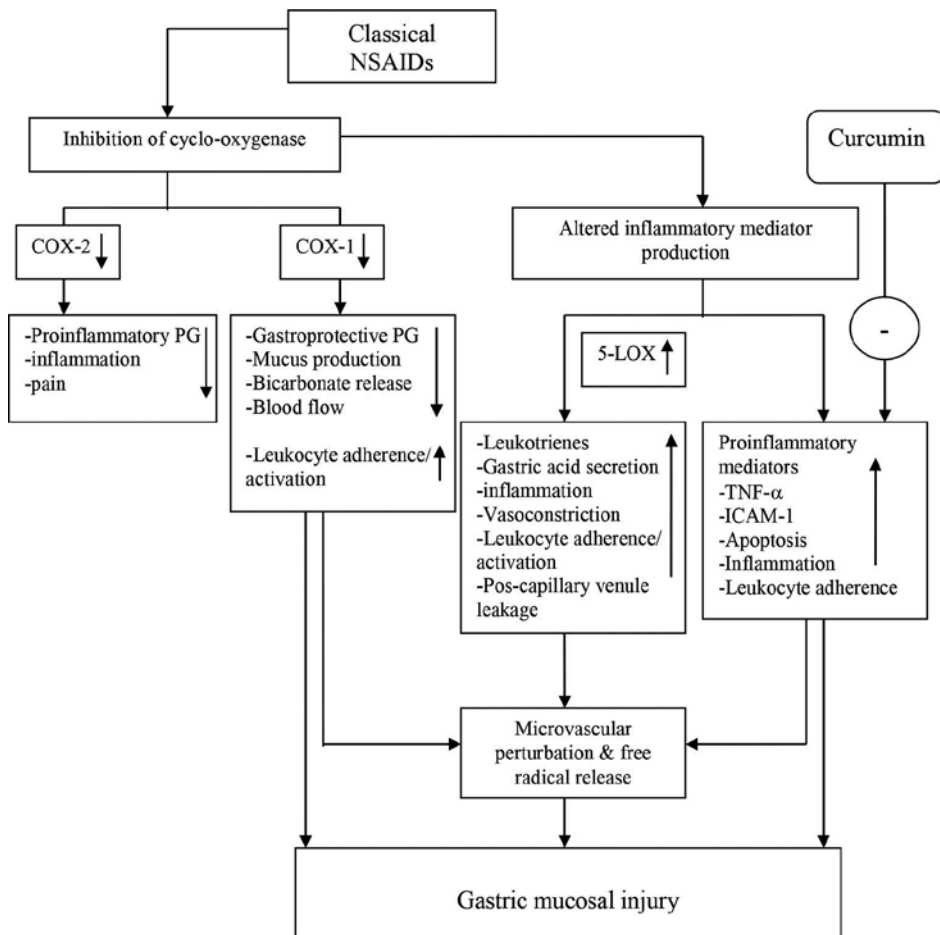 Classical
NSAIDs
Inhibition of cyclo-oxygenase
Curcumin
COX-2
COX-1
Altered inflammatory mediator
production
-Proinflammatory PG
-inflammation
-pain
-Gastroprotective PG
-Mucus production
-Bicarbonate release
-Blood flow
-Leukocyte adherence/
activation
5-LOX
-
-Leukotrienes
-Gastric acid secretion
-inflammation
-Vasoconstriction
-Leukocyte adherence/
activation
-Pos-capillary venule
leakage
Proinflammatory
mediators
-TNF-α
-ICAM-1
-Apoptosis
-Inflammation
-Leukocyte adherence
Microvascular
perturbation & free
radical release
Gastric mucosal injury